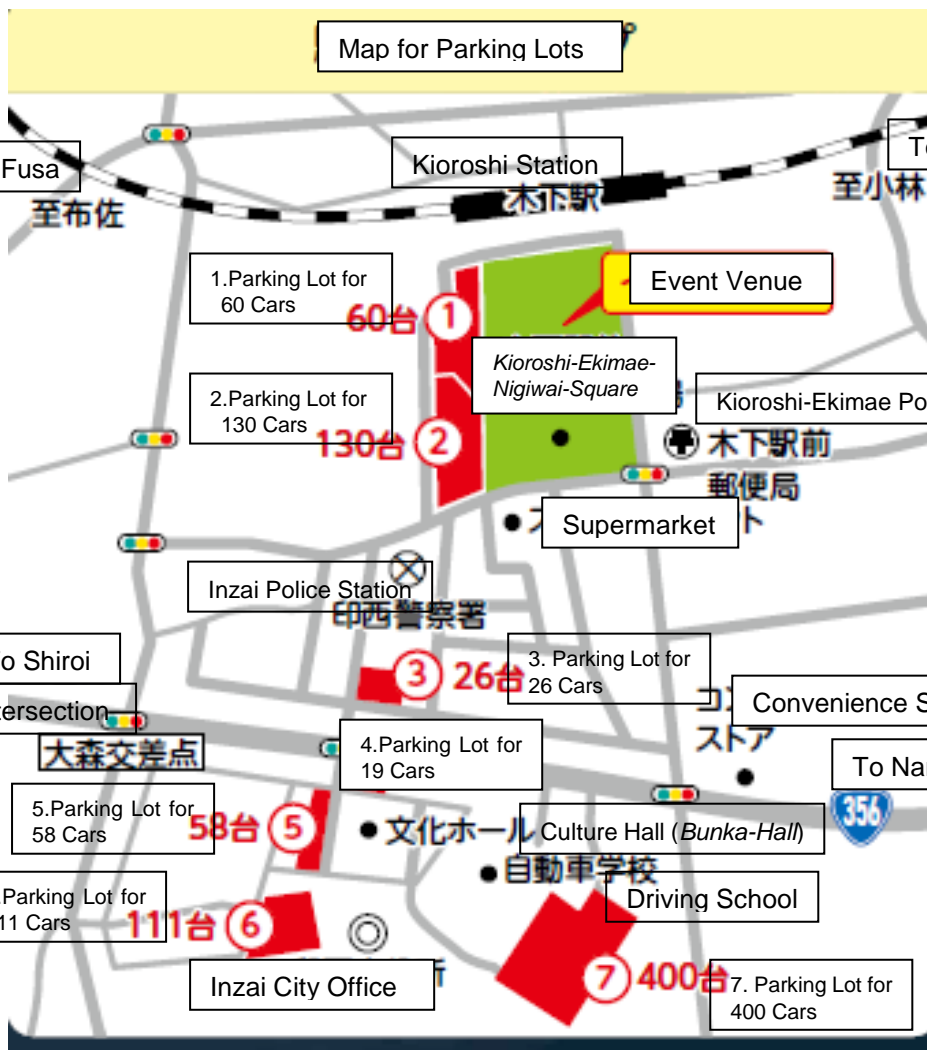 Map for Parking Lots
Fusa
至布佐
Kioroshi Station
木下駅
至小林
1.Parking Lot for
60 Cars
60台 1
Event Venue
Kioroshi-Ekimae-
Nigiwai-Square
2.Parking Lot for
130 Cars
130台 2
Kioroshi-Ekimae
木下駅前
郵便局
Supermarket
Inzai Police Station
印西警察署
Shiroi
3 26台
3. Parking Lot for
26 Cars
大森交差点
Convenience
ストア
4.Parking Lot for
19 Cars
To
356
5.Parking Lot for
58 Cars
58台 5
文化ホール
Culture Hall (Bunka-Hall)
自動車学校
Driving School
Parking Lot for
11 Cars
111台 6
Inzai City Office
7 400台
7. Parking Lot for
400 Cars